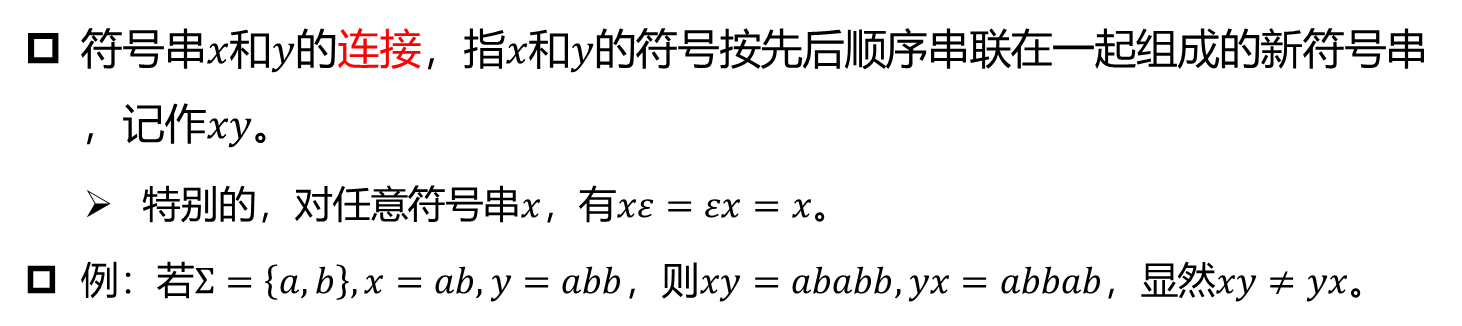 符号串x和y的连接，指x和y的符号按先后顺序串联在一起组成的新符号串
，记作xy。
特别的，对任意符号串x，有xε = εx = x。
例：若Σ = {a, b}, x = ab, y = abb，则xy = ababb, yx = abbab，显然xy ≠ yx。